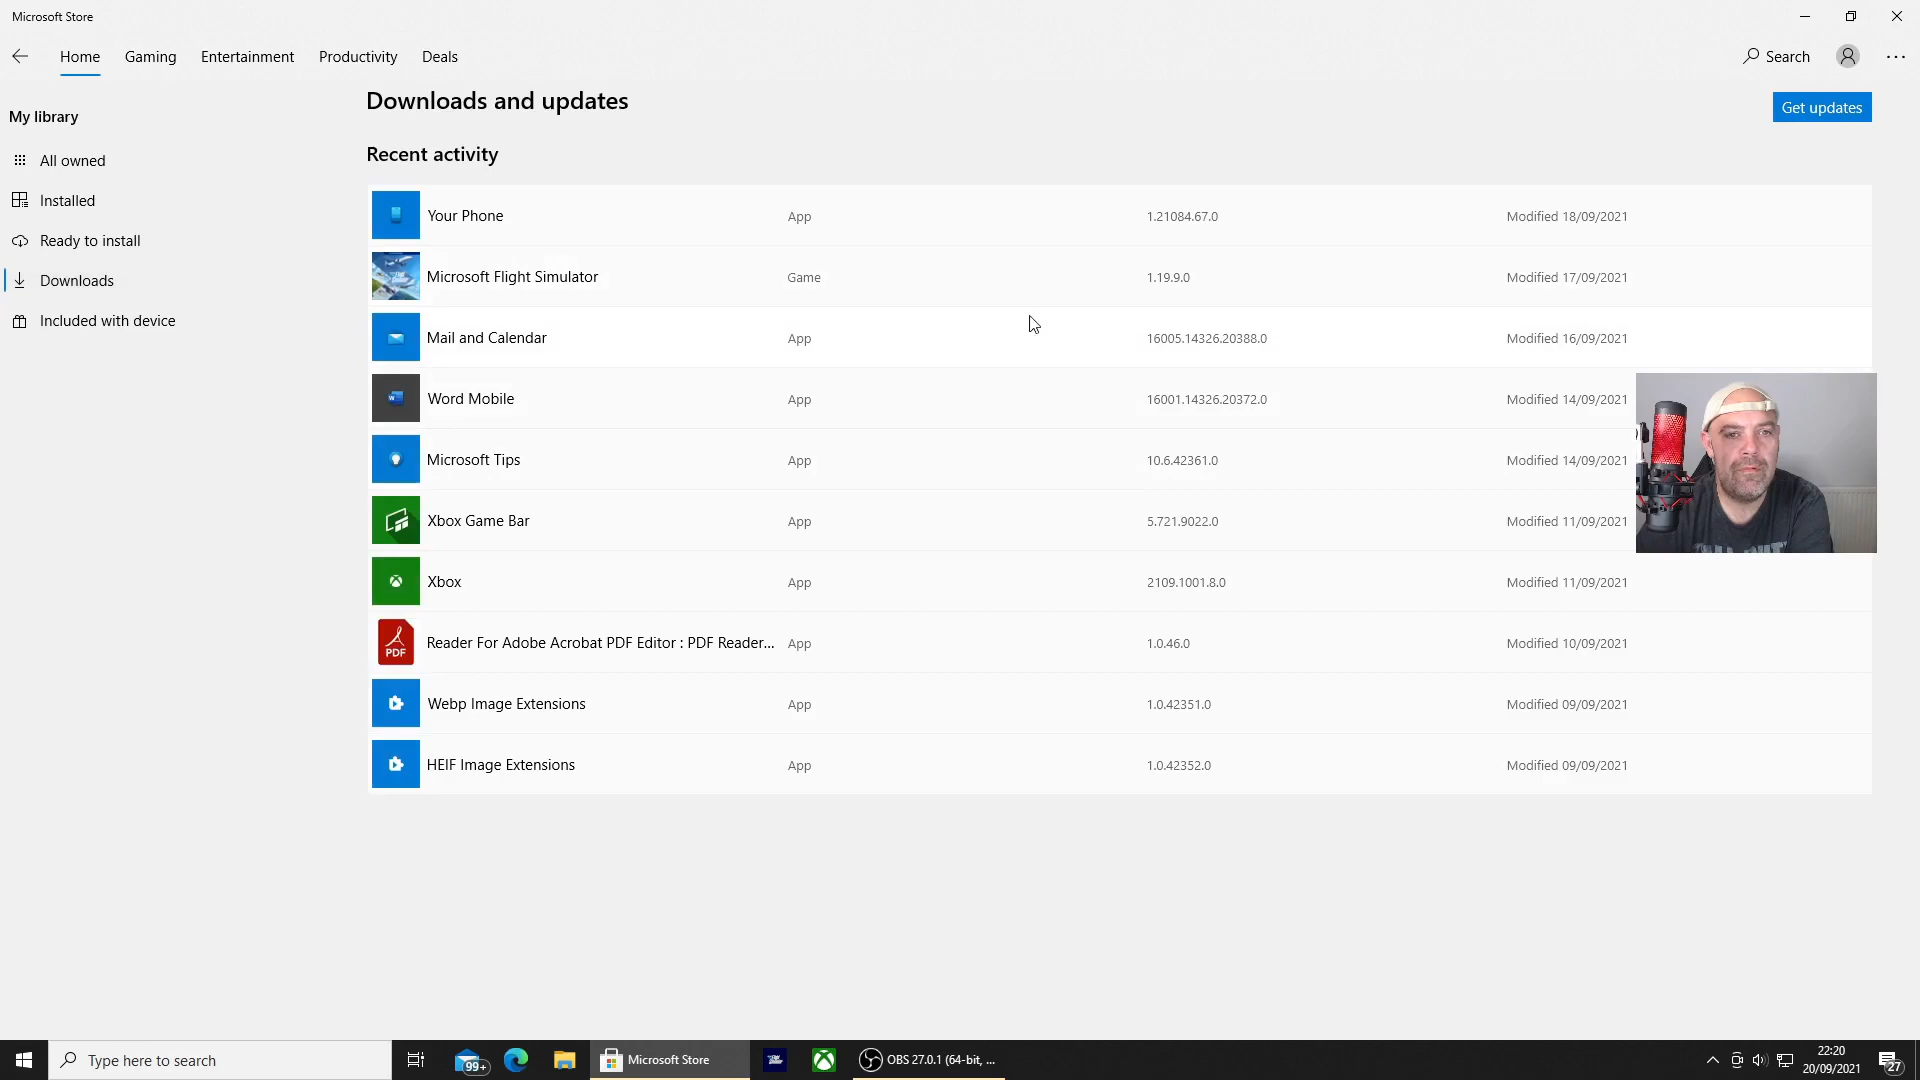 Microsoft Store
Home Gaming Entertainment Productivity Deals Search
My library
All owned
Installed
Ready to install
Downloads
Included with device
Downloads and updates
Get updates
Recent activity
Your Phone App 1.21084.67.0 Modified 18/09/2021
Microsoft Flight Simulator Game 1.19.9.0 Modified 17/09/2021
Mail and Calendar App 16005.14326.20388.0 Modified 16/09/2021
Word Mobile App 16001.14326.20372.0 Modified 14/09/2021
Microsoft Tips App 10.6.42361.0 Modified 14/09/2021
Xbox Game Bar App 5.721.9022.0 Modified 11/09/2021
Xbox App 2109.1001.8.0 Modified 11/09/2021
PDF Reader For Adobe Acrobat PDF Editor : PDF Reader... App 1.0.46.0 Modified 10/09/2021
Webp Image Extensions App 1.0.42351.0 Modified 09/09/2021
HEIF Image Extensions App 1.0.42352.0 Modified 09/09/2021
Type here to search 99+ Microsoft Store OBS 27.0.1 (64-bit, ... 22:20
20/09/2021 27